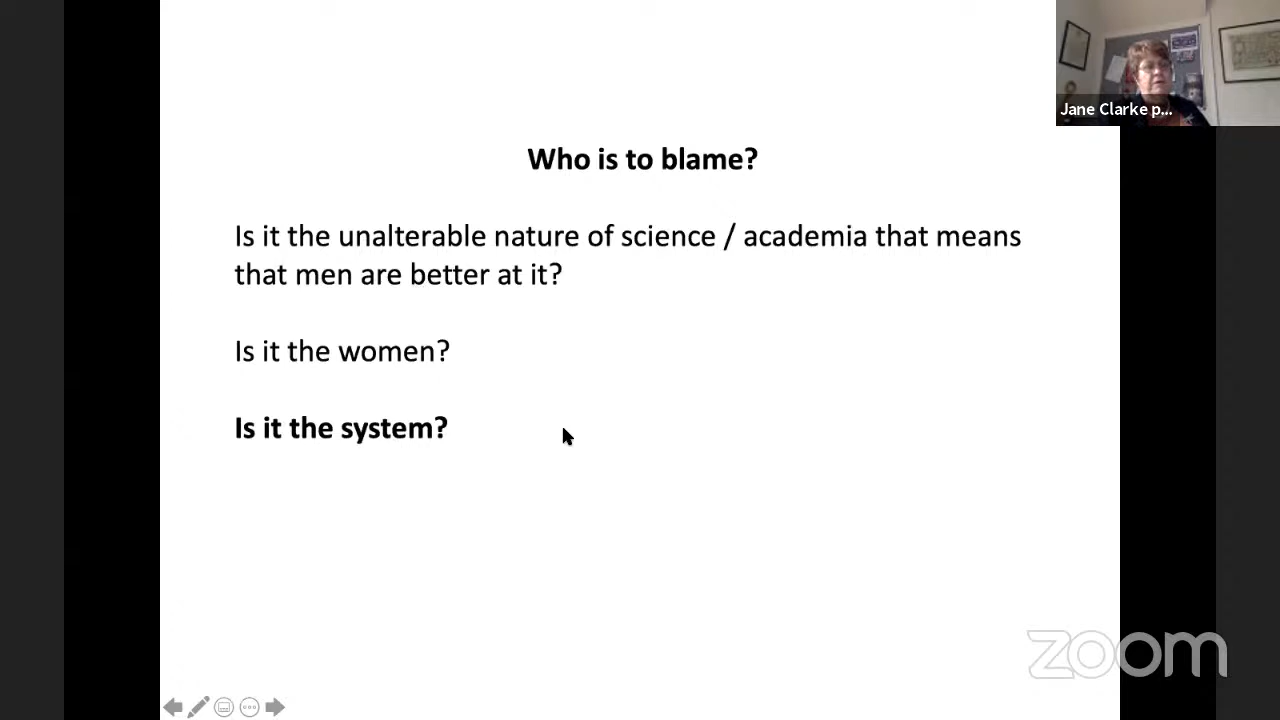 Jane Clarke p...
Who is to blame?
Is it the unalterable nature of science / academia that means
that men are better at it?
Is it the women?
Is it the system?
zoom